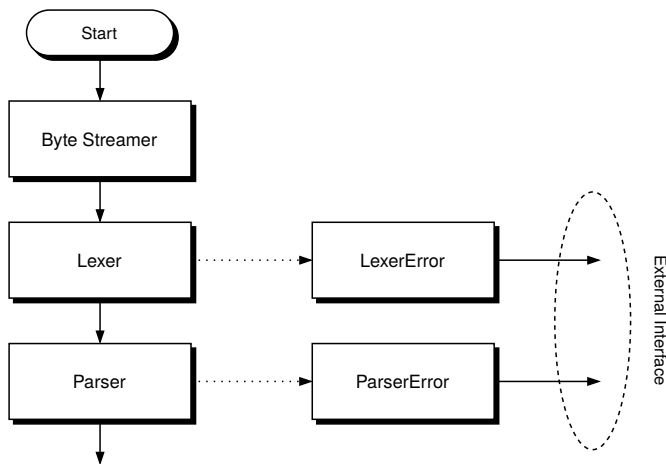 Start
Byte Streamer
Lexer
LexerError
External Interface
Parser
ParserError